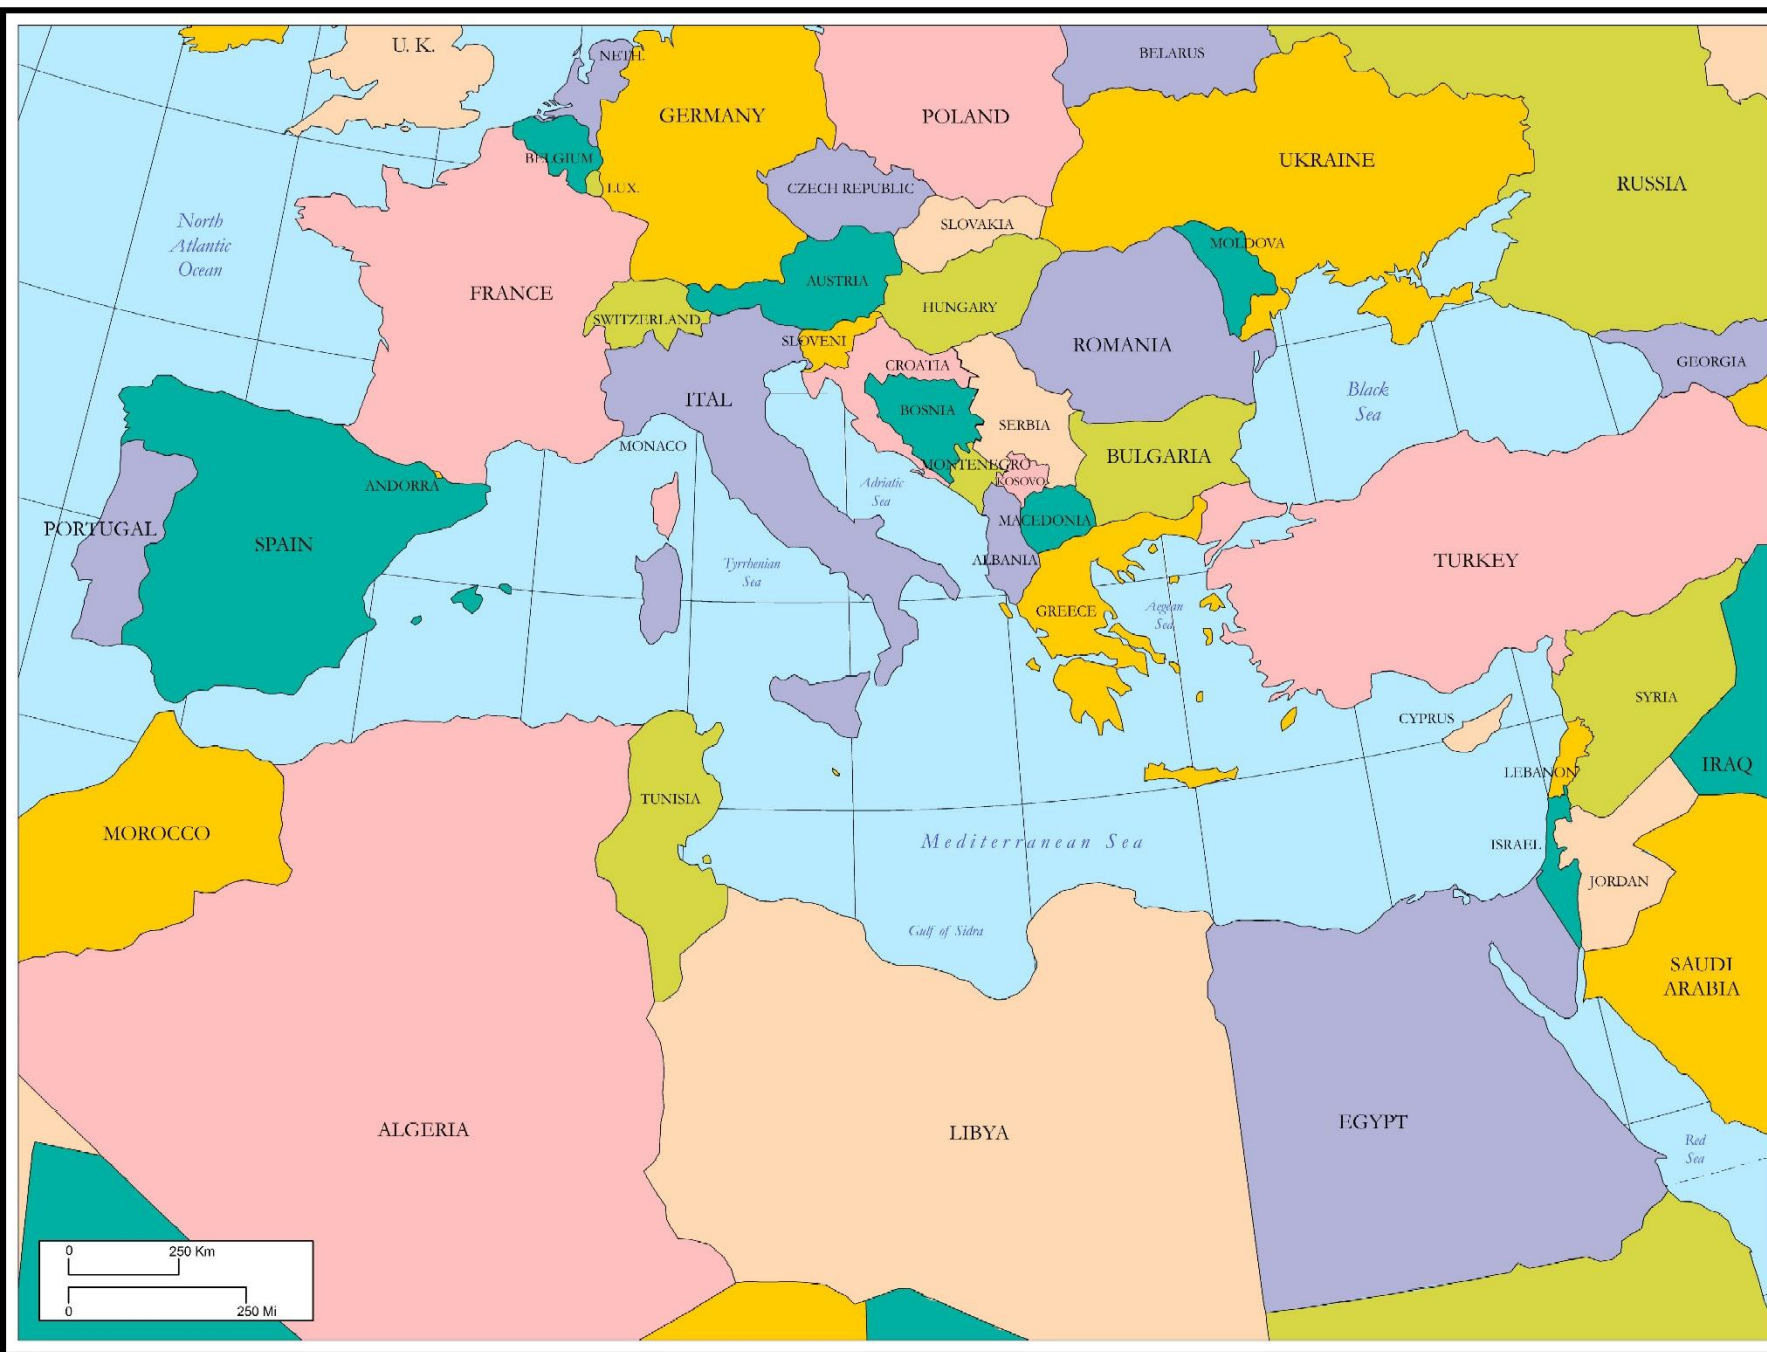 U. K.
NETH.
BELARUS
GERMANY
POLAND
BELGIUM
UKRAINE
LUX.
CZECH REPUBLIC
RUSSIA
North
Atlantic
Ocean
SLOVAKIA
MOLDOVA
AUSTRIA
FRANCE
HUNGARY
SWITZERLAND
SLOVENI
ROMANIA
CROATIA
GEORGIA
ITAL
BOSNIA
Black
Sea
SERBIA
MONACO
BULGARIA
MONTENEGRO
KOSOVO
ANDORRA
Adriatic
Sea
MACEDONIA
PORTUGAL
SPAIN
Tyrrhenian
Sea
ALBANIA
TURKEY
GREECE
Aegean
Sea
SYRIA
CYPRUS
IRAQ
LEBANON
TUNISIA
MOROCCO
Mediterranean Sea
ISRAEL
JORDAN
Gulf of Sidra
SAUDI
ARABIA
ALGERIA
LIBYA
EGYPT
Red
Sea
0 250 Km
0 250 Mi